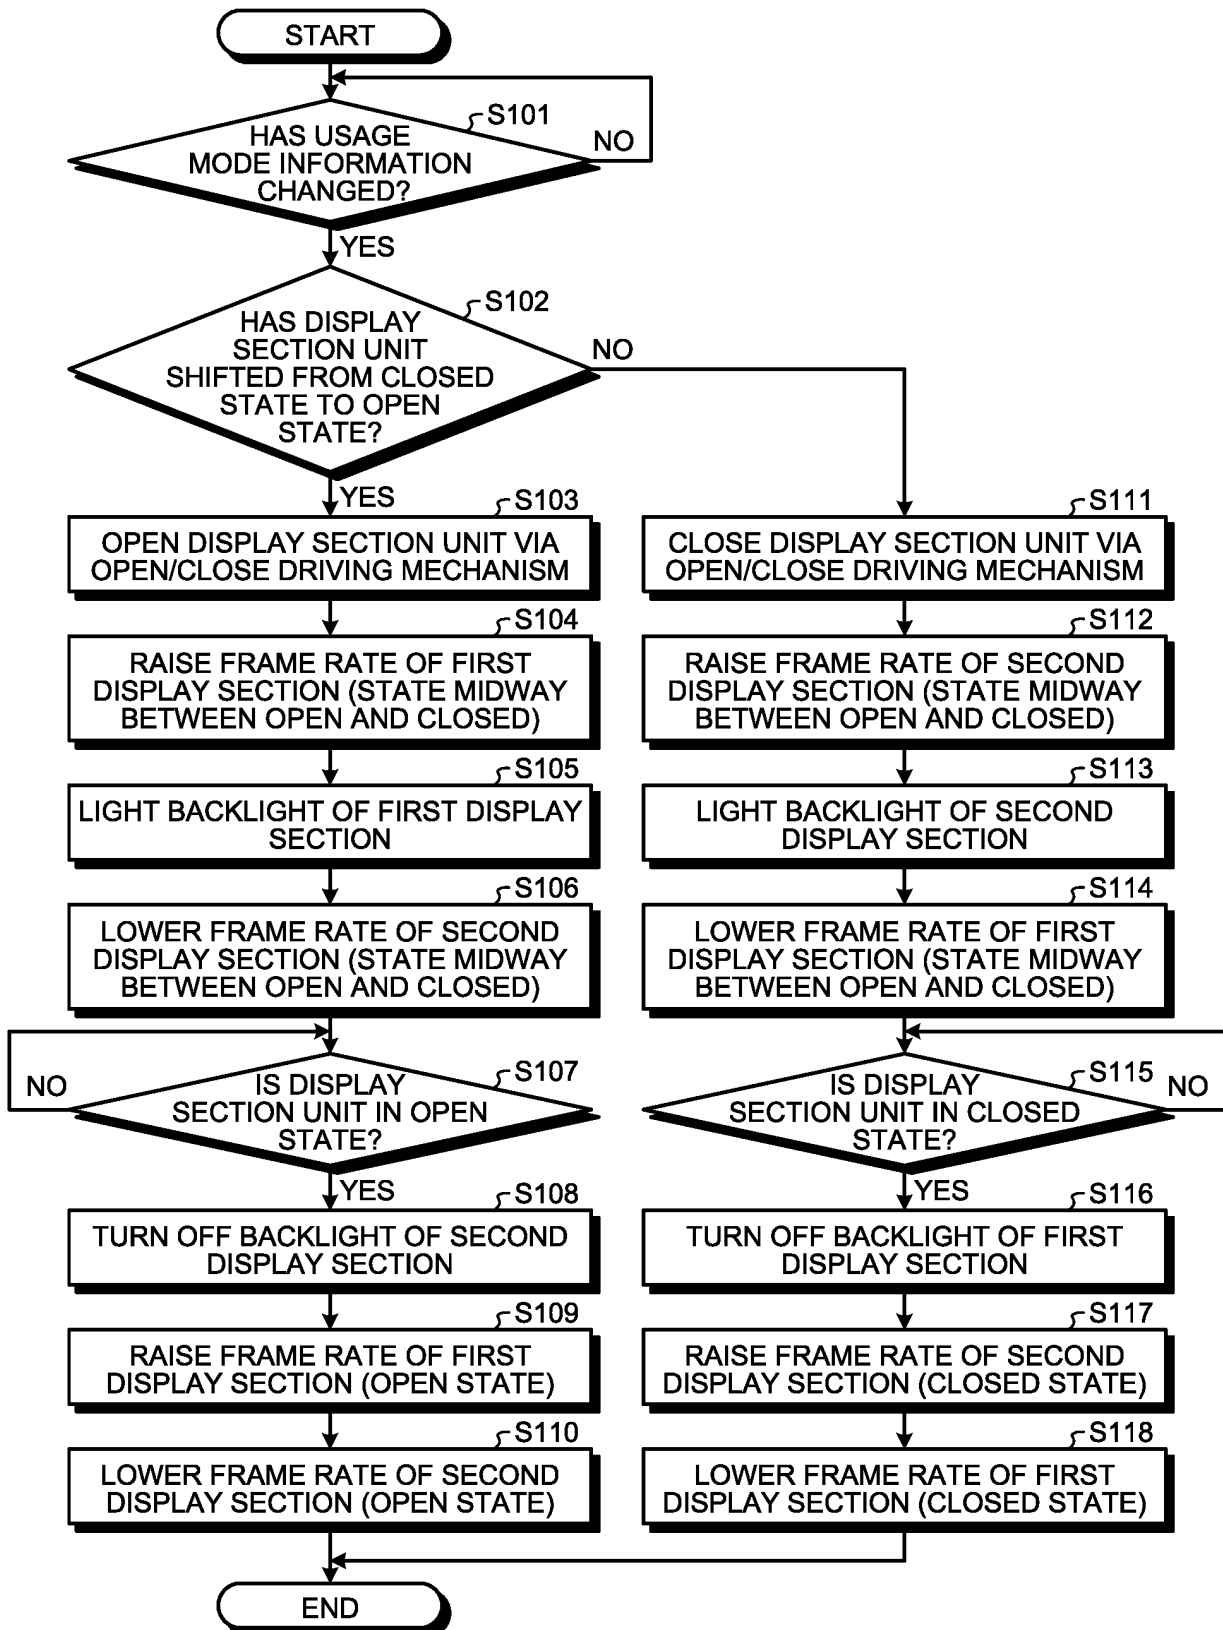 START
S101
HAS USAGE
MODE INFORMATION
CHANGED?
NO
YES
S102
HAS DISPLAY
SECTION UNIT
SHIFTED FROM CLOSED
STATE TO OPEN
STATE?
NO
YES
S103
OPEN DISPLAY SECTION UNIT VIA
OPEN/CLOSE DRIVING MECHANISM
S104
RAISE FRAME RATE OF FIRST
DISPLAY SECTION (STATE MIDWAY
BETWEEN OPEN AND CLOSED)
S105
LIGHT BACKLIGHT OF FIRST DISPLAY
SECTION
S106
LOWER FRAME RATE OF SECOND
DISPLAY SECTION (STATE MIDWAY
BETWEEN OPEN AND CLOSED)
S107
IS DISPLAY
SECTION UNIT IN OPEN
STATE?
NO
YES
S108
TURN OFF BACKLIGHT OF SECOND
DISPLAY SECTION
S109
RAISE FRAME RATE OF FIRST
DISPLAY SECTION (OPEN STATE)
S110
LOWER FRAME RATE OF SECOND
DISPLAY SECTION (OPEN STATE)
S111
CLOSE DISPLAY SECTION UNIT VIA
OPEN/CLOSE DRIVING MECHANISM
S112
RAISE FRAME RATE OF SECOND
DISPLAY SECTION (STATE MIDWAY
BETWEEN OPEN AND CLOSED)
S113
LIGHT BACKLIGHT OF SECOND
DISPLAY SECTION
S114
LOWER FRAME RATE OF FIRST
DISPLAY SECTION (STATE MIDWAY
BETWEEN OPEN AND CLOSED)
S115
IS DISPLAY
SECTION UNIT IN CLOSED
STATE?
NO
YES
S116
TURN OFF BACKLIGHT OF FIRST
DISPLAY SECTION
S117
RAISE FRAME RATE OF SECOND
DISPLAY SECTION (CLOSED STATE)
S118
LOWER FRAME RATE OF FIRST
DISPLAY SECTION (CLOSED STATE)
END